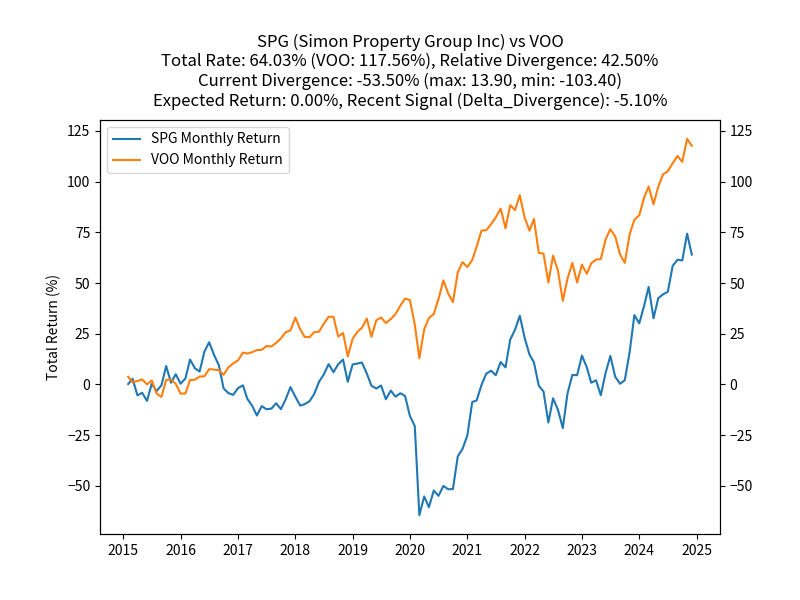 SPG (Simon Property Group Inc) vs VOO
Total Rate: 64.03% (VOO: 117.56%), Relative Divergence: 42.50%
Current Divergence: -53.50% (max: 13.90, min: -103.40)
Expected Return: 0.00%, Recent Signal (Delta_Divergence): -5.10%
SPG Monthly Return
VOO Monthly Return
Total Return (%)
125
100
75
50
25
0
−25
−50
125
100
75
50
25
0
−25
−50
2015 2016 2017 2018 2019 2020 2021 2022 2023 2024 2025